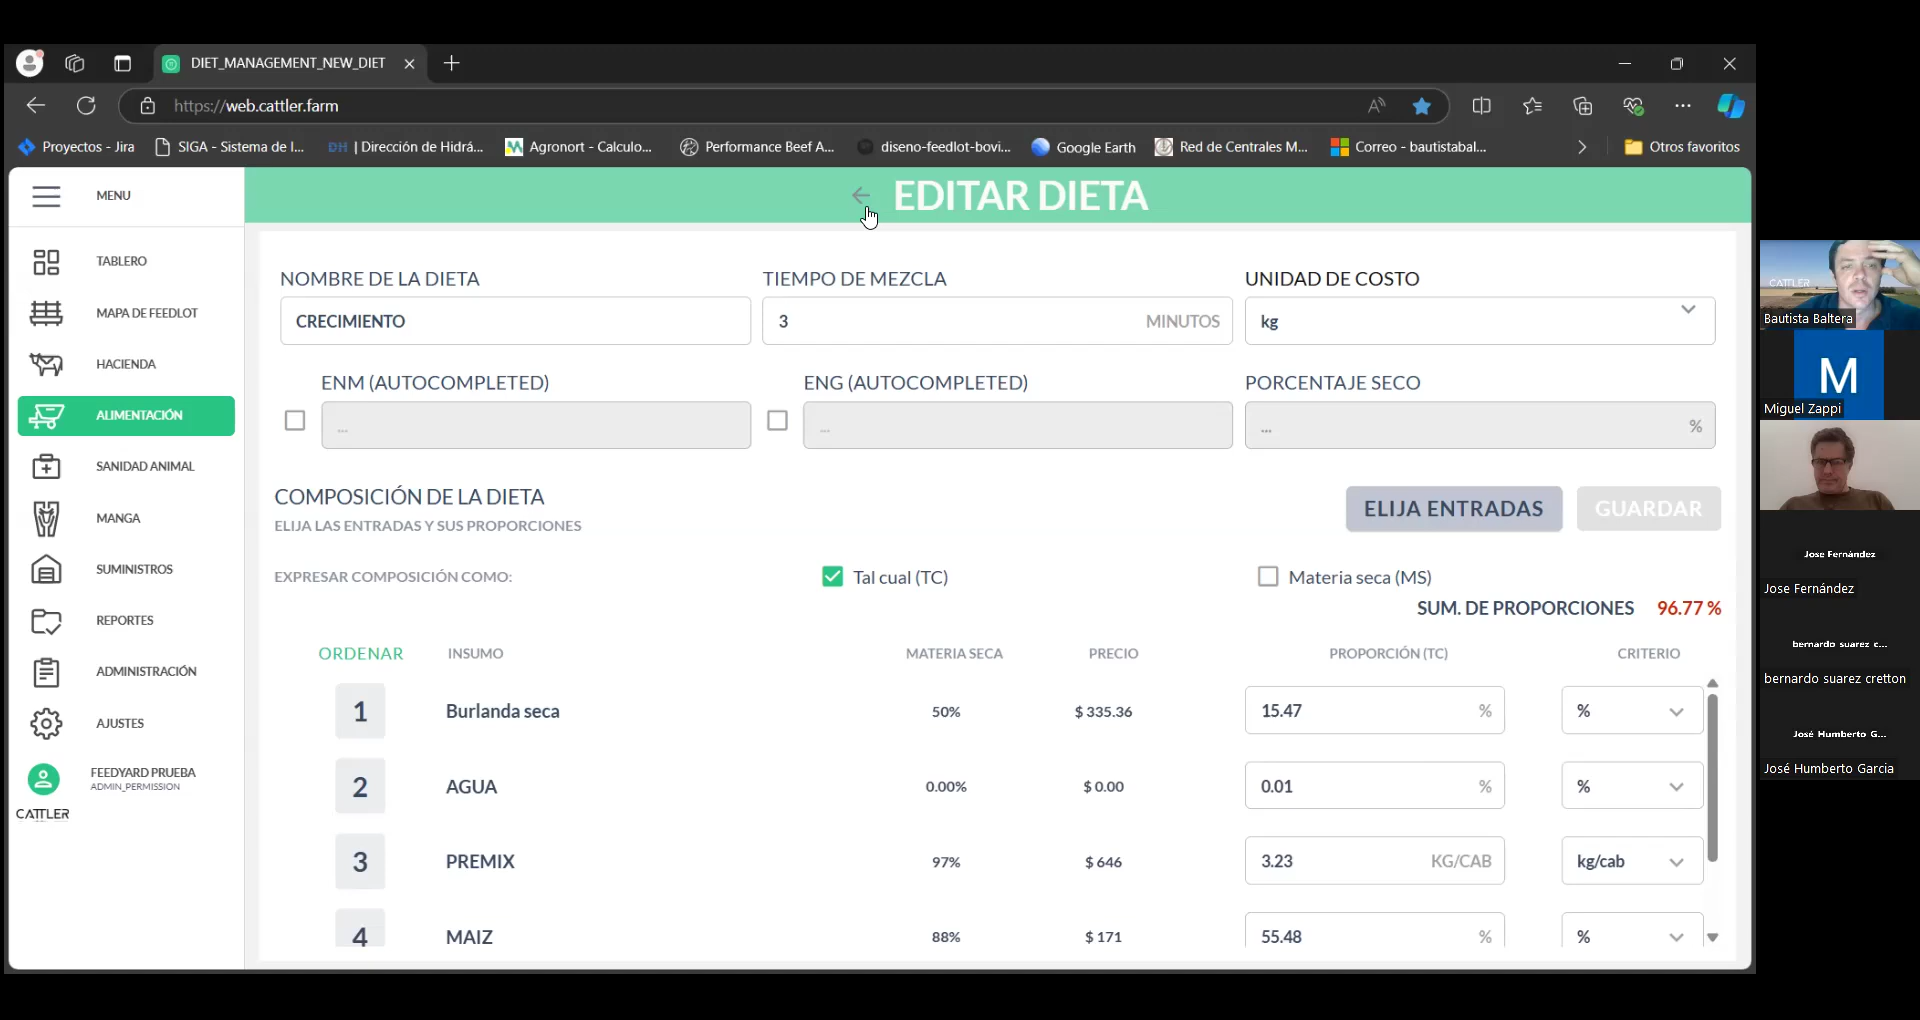 DIET_MANAGEMENT_NEW_DIET
https://web.cattler.farm
Proyectos - Jira
SIGA - Sistema de I...
DH | Dirección de Hidrá...
Agronort - Calculo...
Performance Beef A...
diseno-feedlot-bovi...
Google Earth
Red de Centrales M...
Correo - bautistabal...
Otros favoritos
MENU
EDITAR DIETA
TABLERO
MAPA DE FEEDLOT
HACIENDA
ALIMENTACIÓN
SANIDAD ANIMAL
MANGA
SUMINISTROS
REPORTES
ADMINISTRACIÓN
AJUSTES
FEEDYARD PRUEBA
ADMIN_PERMISSION
CATTLER
NOMBRE DE LA DIETA
TIEMPO DE MEZCLA
UNIDAD DE COSTO
CRECIMIENTO
3 MINUTOS
kg
ENM (AUTOCOMPLETED)
ENG (AUTOCOMPLETED)
PORCENTAJE SECO
...
...
... %
COMPOSICIÓN DE LA DIETA
ELIJA LAS ENTRADAS Y SUS PROPORCIONES
ELIJA ENTRADAS
GUARDAR
EXPRESAR COMPOSICIÓN COMO:
Tal cual (TC)
Materia seca (MS)
SUM. DE PROPORCIONES 96.77 %
ORDENAR INSUMO MATERIA SECA PRECIO PROPORCIÓN (TC) CRITERIO
1 Burlanda seca 50% $ 335.36 15.47 % %
2 AGUA 0.00% $ 0.00 0.01 % %
3 PREMIX 97% $ 646 3.23 KG/CAB kg/cab
4 MAIZ 88% $ 171 55.48 % %
CATTLER
Bautista Baltera
M
Miguel Zappi
Jose Fernández
Jose Fernández
bernardo suarez c...
bernardo suarez cretton
José Humberto G...
José Humberto Garcia